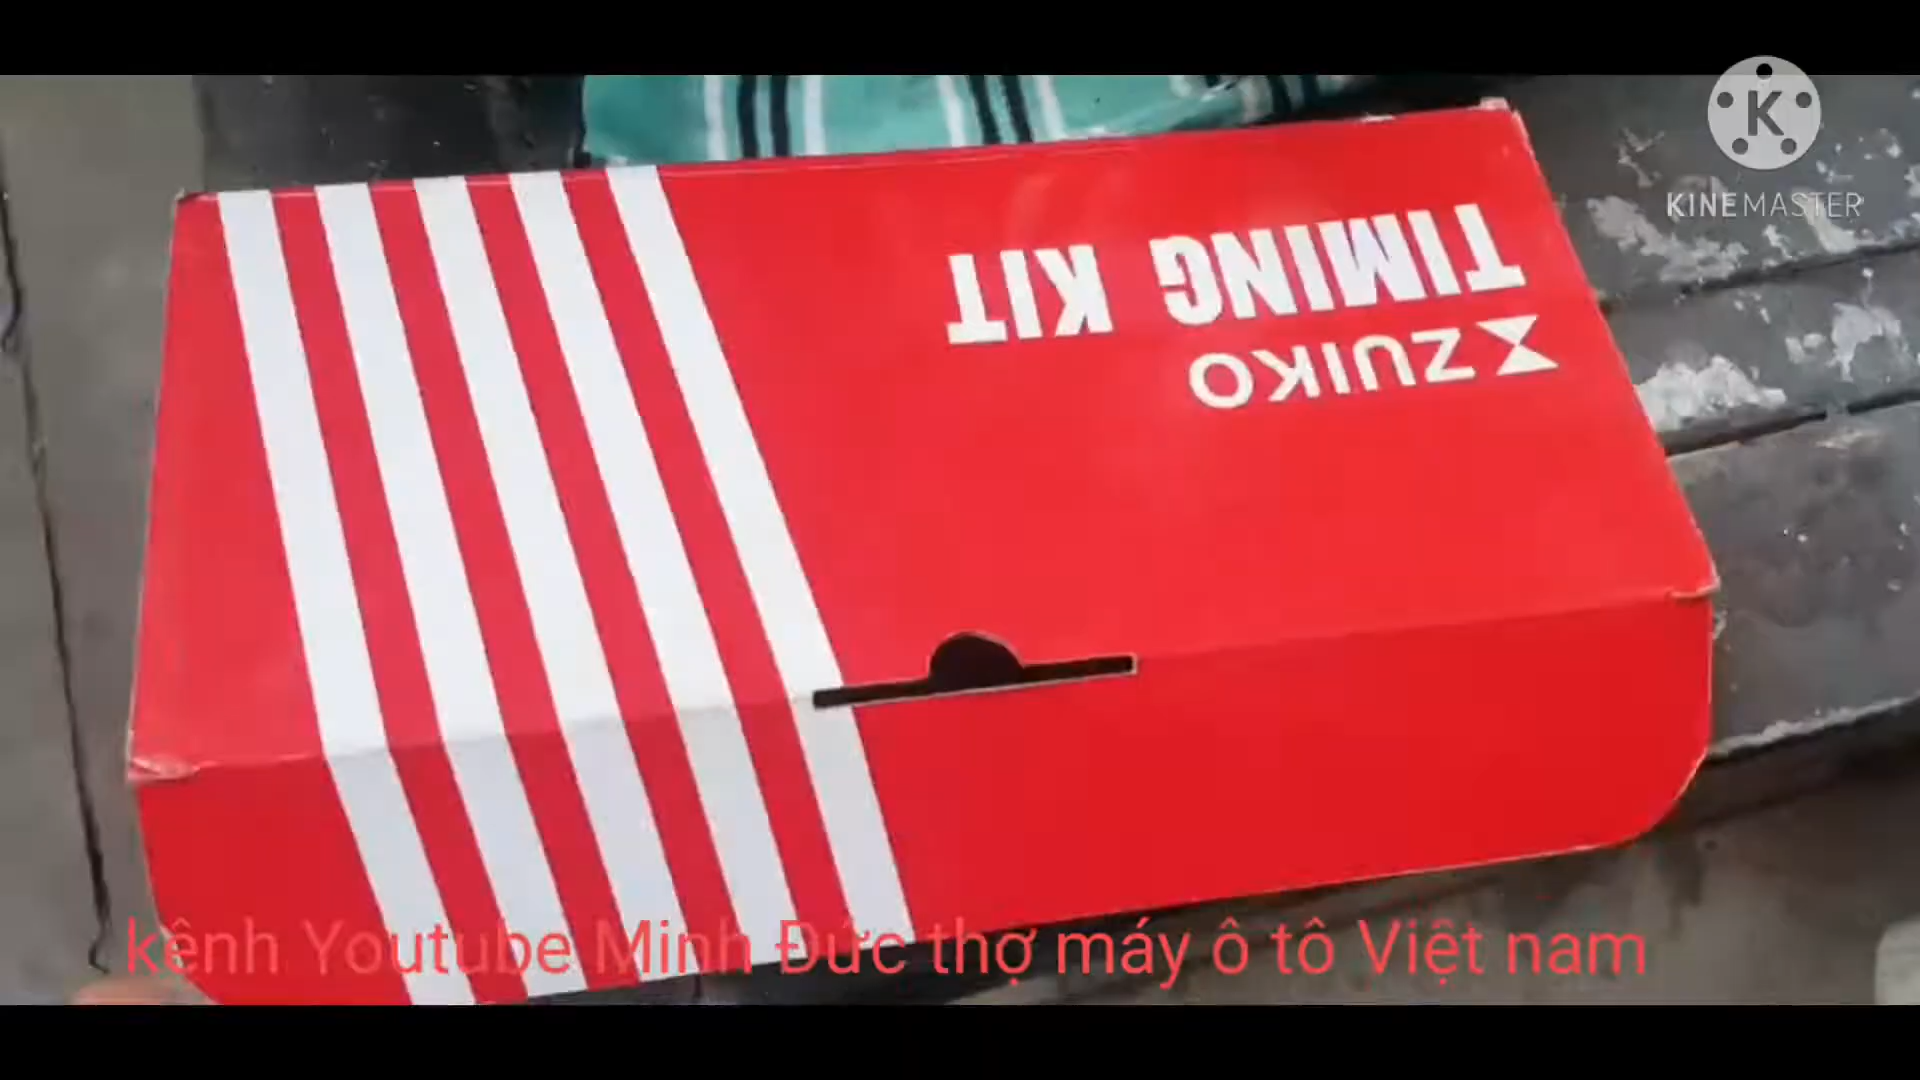 K
KINEMASTER
TIMING KIT
ZUIKO
kênh Youtube Minh Đức thợ máy ô tô Việt nam